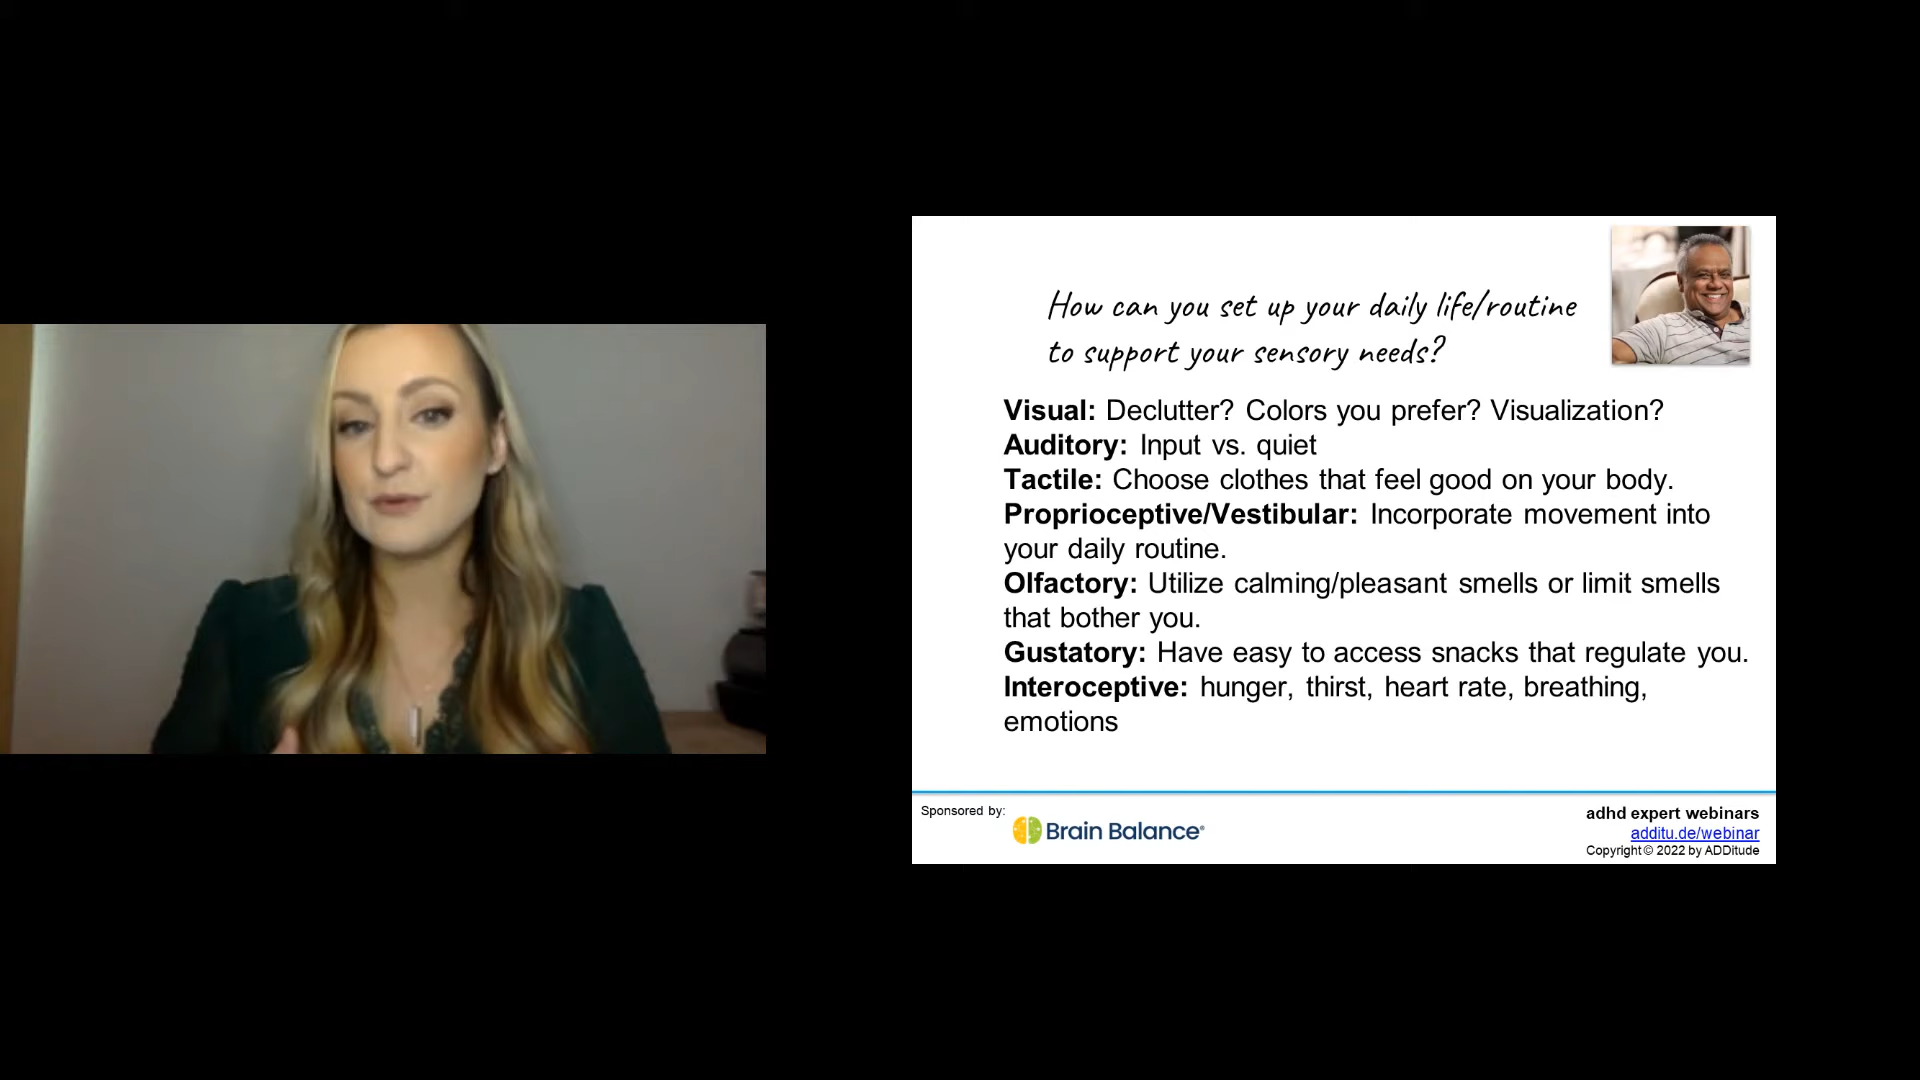 How can you set up your daily life/routine
to support your sensory needs?
Visual: Declutter? Colors you prefer? Visualization?
Auditory: Input vs. quiet
Tactile: Choose clothes that feel good on your body.
Proprioceptive/Vestibular: Incorporate movement into
your daily routine.
Olfactory: Utilize calming/pleasant smells or limit smells
that bother you.
Gustatory: Have easy to access snacks that regulate you.
Interoceptive: hunger, thirst, heart rate, breathing,
emotions
Sponsored by:
Brain Balance®
adhd expert webinars
additu.de/webinar
Copyright © 2022 by ADDitude